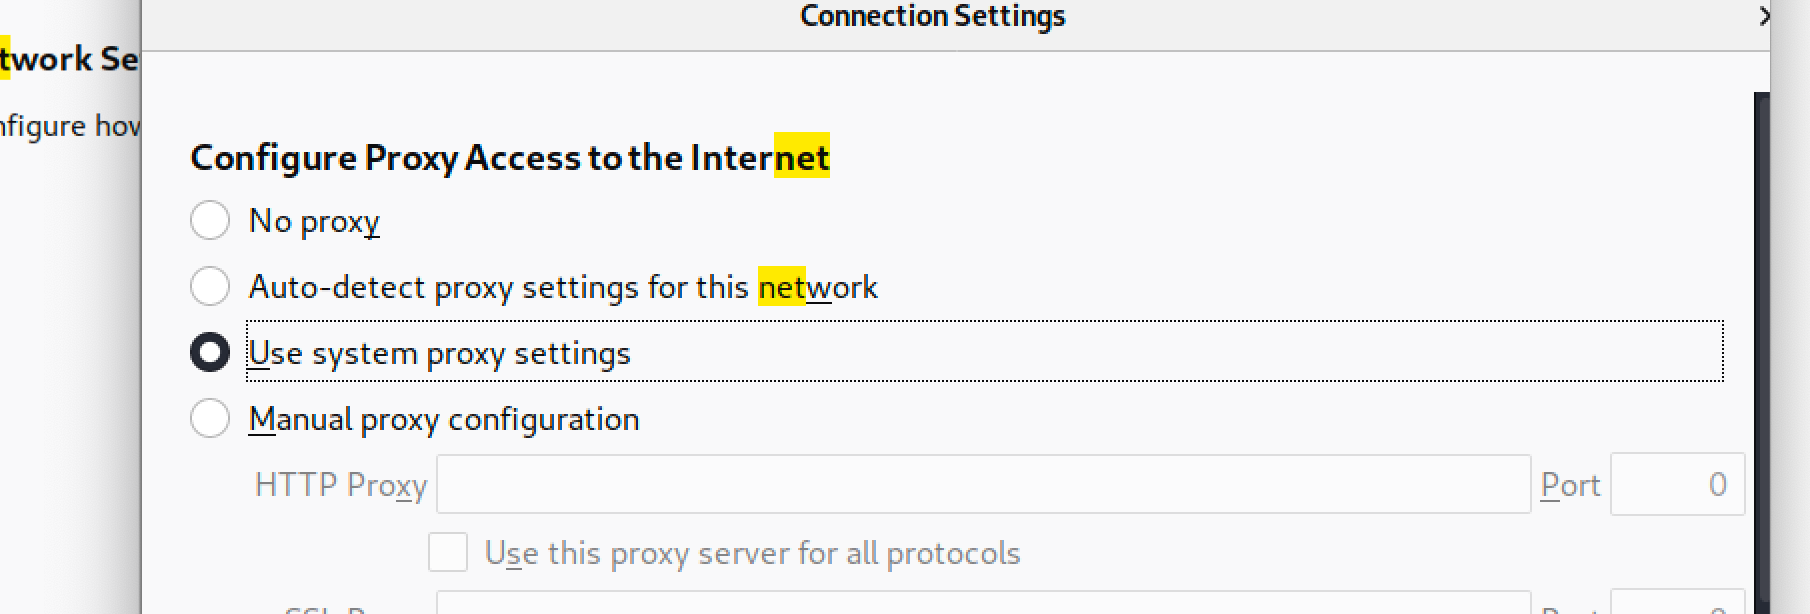 Connection Settings
twork Se
nfigure how
Configure Proxy Access to the Internet
No proxy
Auto-detect proxy settings for this network
Use system proxy settings
Manual proxy configuration
HTTP Proxy
Port 0
Use this proxy server for all protocols